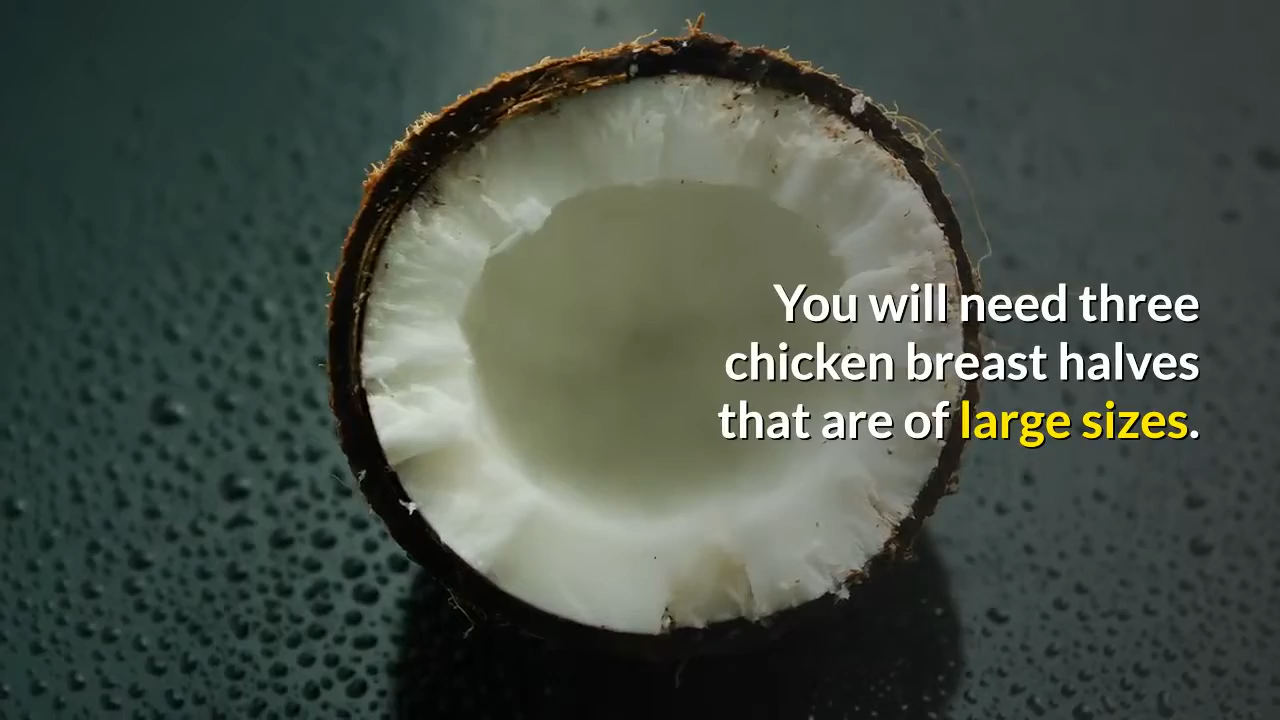 You will need three
chicken breast halves
that are of large sizes.